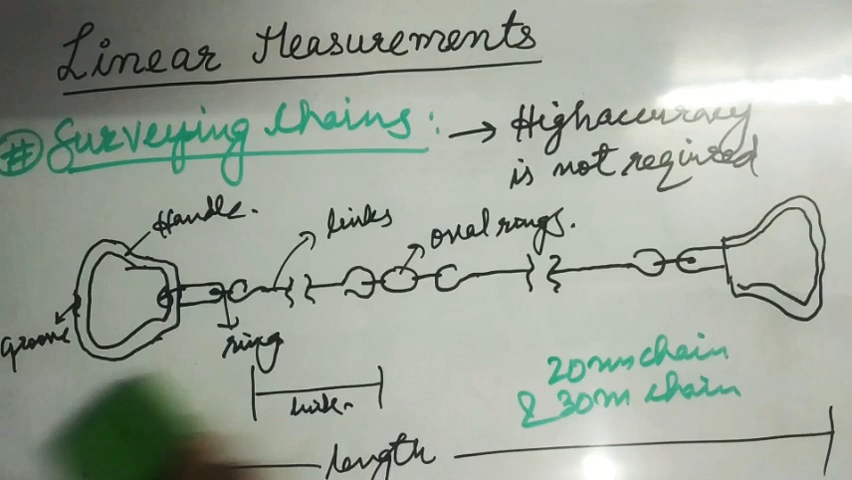 Linear Measurements
# Surveying Chains: → High accuracy
is not required
Handle.
links
oval rings.
groove
ring
link.
20m chain
& 30m chain
length